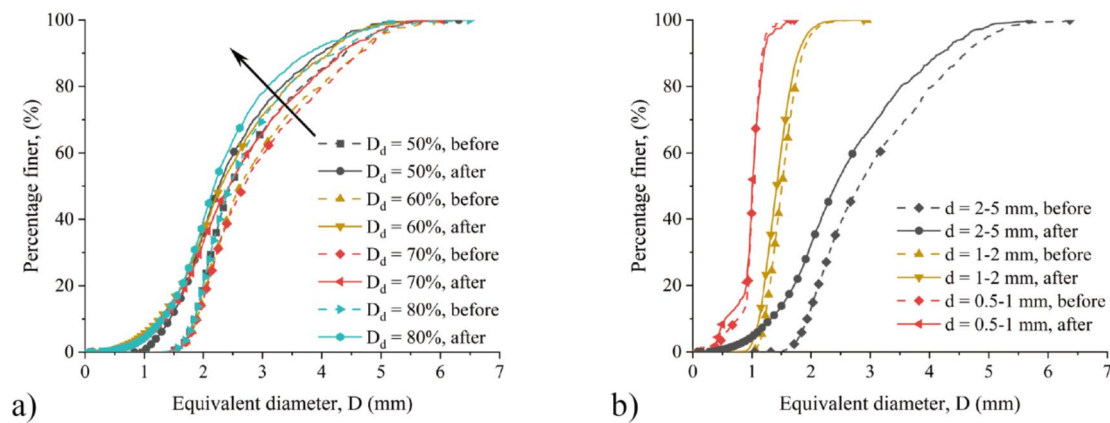 100
80
60
40
20
0
Percentage finer, (%)
D_d = 50%, before
D_d = 50%, after
D_d = 60%, before
D_d = 60%, after
D_d = 70%, before
D_d = 70%, after
D_d = 80%, before
D_d = 80%, after
0 1 2 3 4 5 6 7
Equivalent diameter, D (mm)
a)
100
80
60
40
20
0
Percentage finer, (%)
d = 2-5 mm, before
d = 2-5 mm, after
d = 1-2 mm, before
d = 1-2 mm, after
d = 0.5-1 mm, before
d = 0.5-1 mm, after
0 1 2 3 4 5 6 7
Equivalent diameter, D (mm)
b)